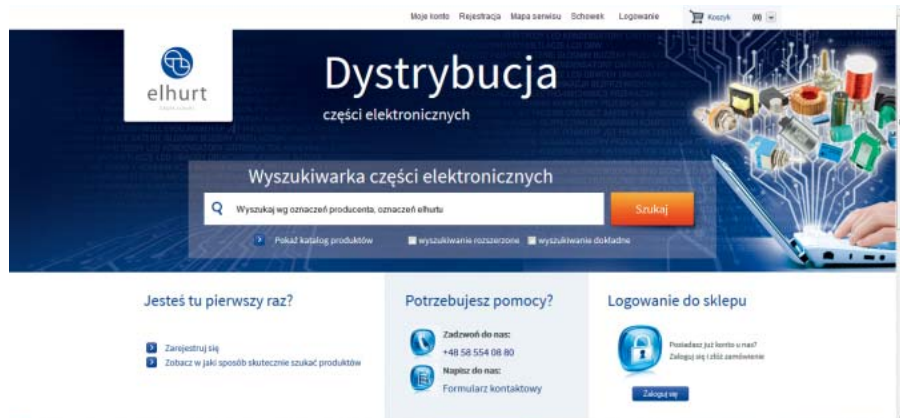 Moje konto Rejestracja Mapa serwisu Schowek Logowanie Koszyk (0)
elhurt
Dystrybucja
części elektronicznych
Wyszukiwarka części elektronicznych
Wyszukaj wg oznaczeń producenta, oznaczeń elhurtu
Szukaj
Pokaż katalog produktów wyszukiwanie rozszerzone wyszukiwanie dokładne
Jesteś tu pierwszy raz?
Zarejestruj się
Zobacz w jaki sposób skutecznie szukać produktów
Potrzebujesz pomocy?
Zadzwoń do nas:
+48 58 554 08 80
Napisz do nas:
Formularz kontaktowy
Logowanie do sklepu
Posiadasz już konto u nas?
Zaloguj się i złóż zamówienie
Zaloguj się